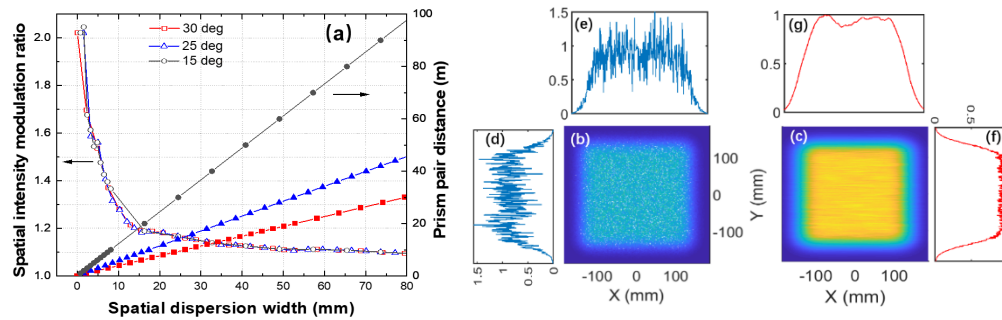 (a)
30 deg
25 deg
15 deg
Spatial intensity modulation ratio
2.0
1.8
1.6
1.4
1.2
1.0
0 10 20 30 40 50 60 70 80
Spatial dispersion width (mm)
100
80
60
40
20
0
Prism pair distance (m)
(e)
1.5
1
0.5
0
(d)
1.5
1
0.5
0
(b)
100
0
-100
Y (mm)
-100 0 100
X (mm)
(g)
1
0.5
0
(c)
-100 0 100
X (mm)
(f)
0.5
0